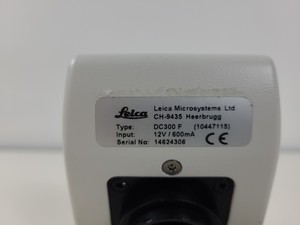 Leica
Leica Microsystems Ltd
CH-9435 Heerbrugg
Type: DC300 F (10447115)
Input: 12V / 600mA
Serial No: 14624306 CE